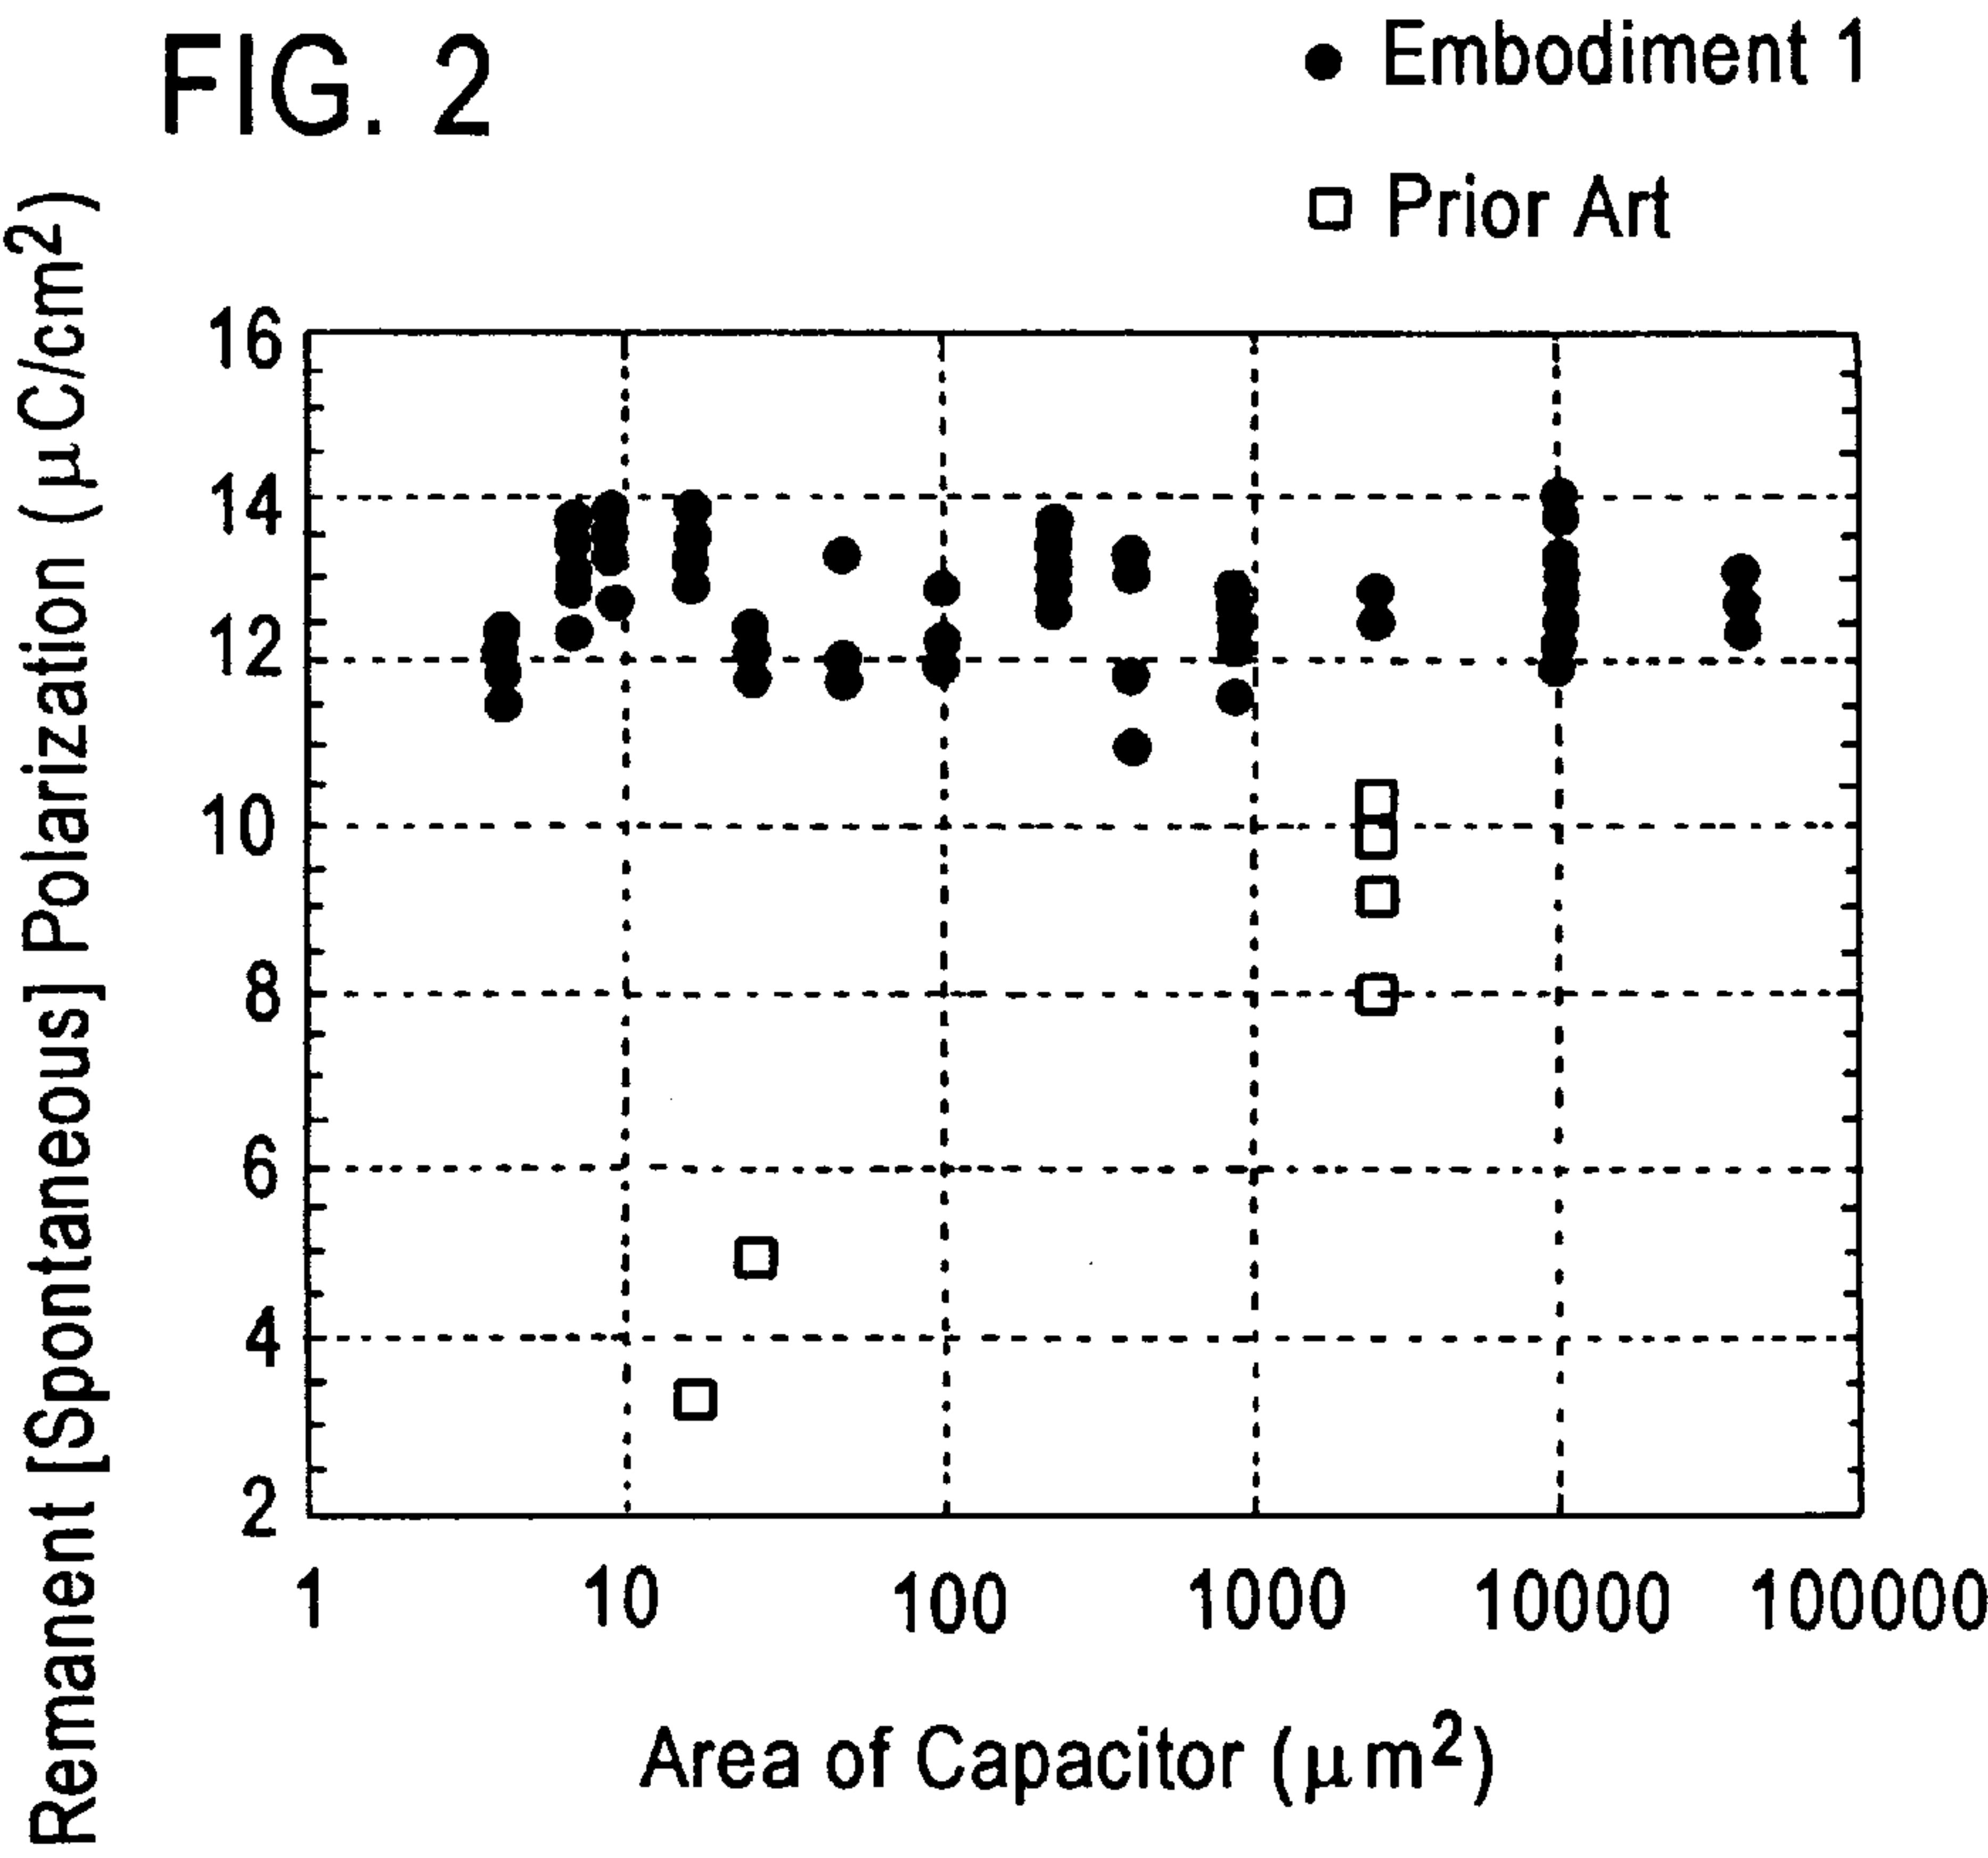 FIG. 2
Embodiment 1
Prior Art
Remanent [Spontaneous] Polarization (μC/cm²)
16
14
12
10
8
6
4
2
1 10 100 1000 10000 100000
Area of Capacitor (μm²)